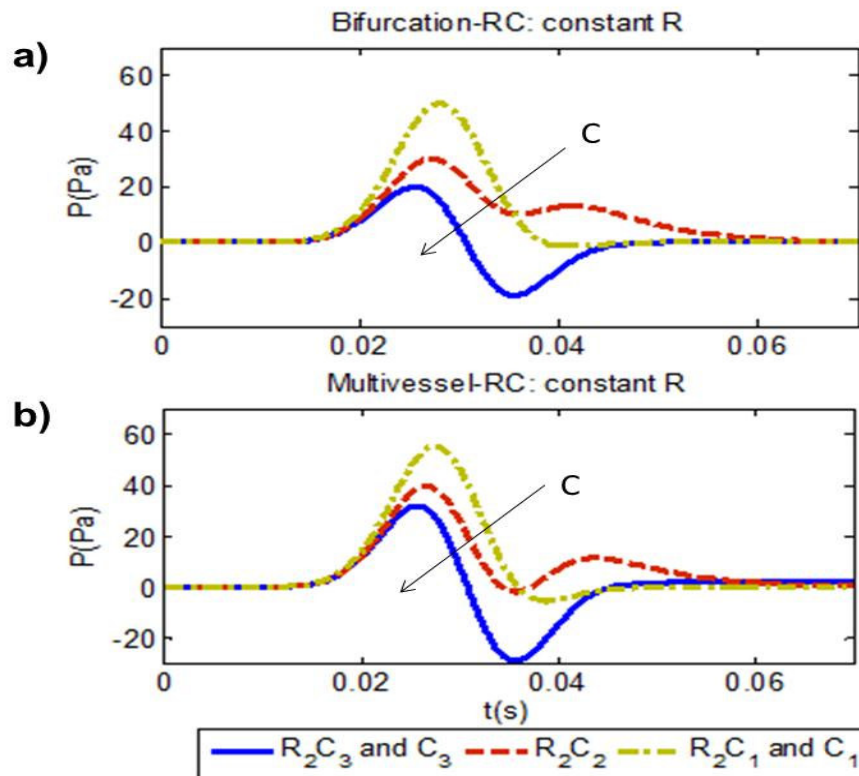 Bifurcation-RC: constant R
a)
60
40
20
0
-20
P(Pa)
C
0 0.02 0.04 0.06
Multivessel-RC: constant R
b)
60
40
20
0
-20
P(Pa)
C
0 0.02 0.04 0.06
t(s)
R₂C₃ and C₃ R₂C₂ R₂C₁ and C₁